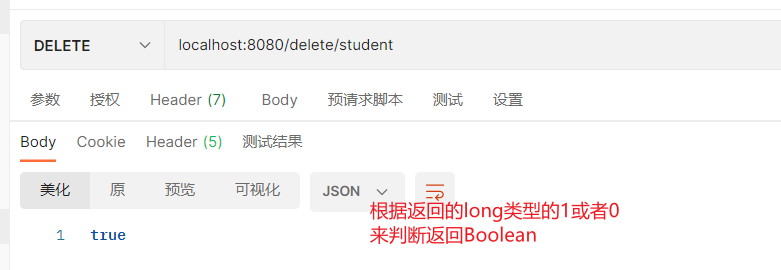 DELETE localhost:8080/delete/student
参数 授权 Header (7) Body 预请求脚本 测试 设置
Body Cookie Header (5) 测试结果
美化 原 预览 可视化 JSON
根据返回的long类型的1或者0
来判断返回Boolean
1 true